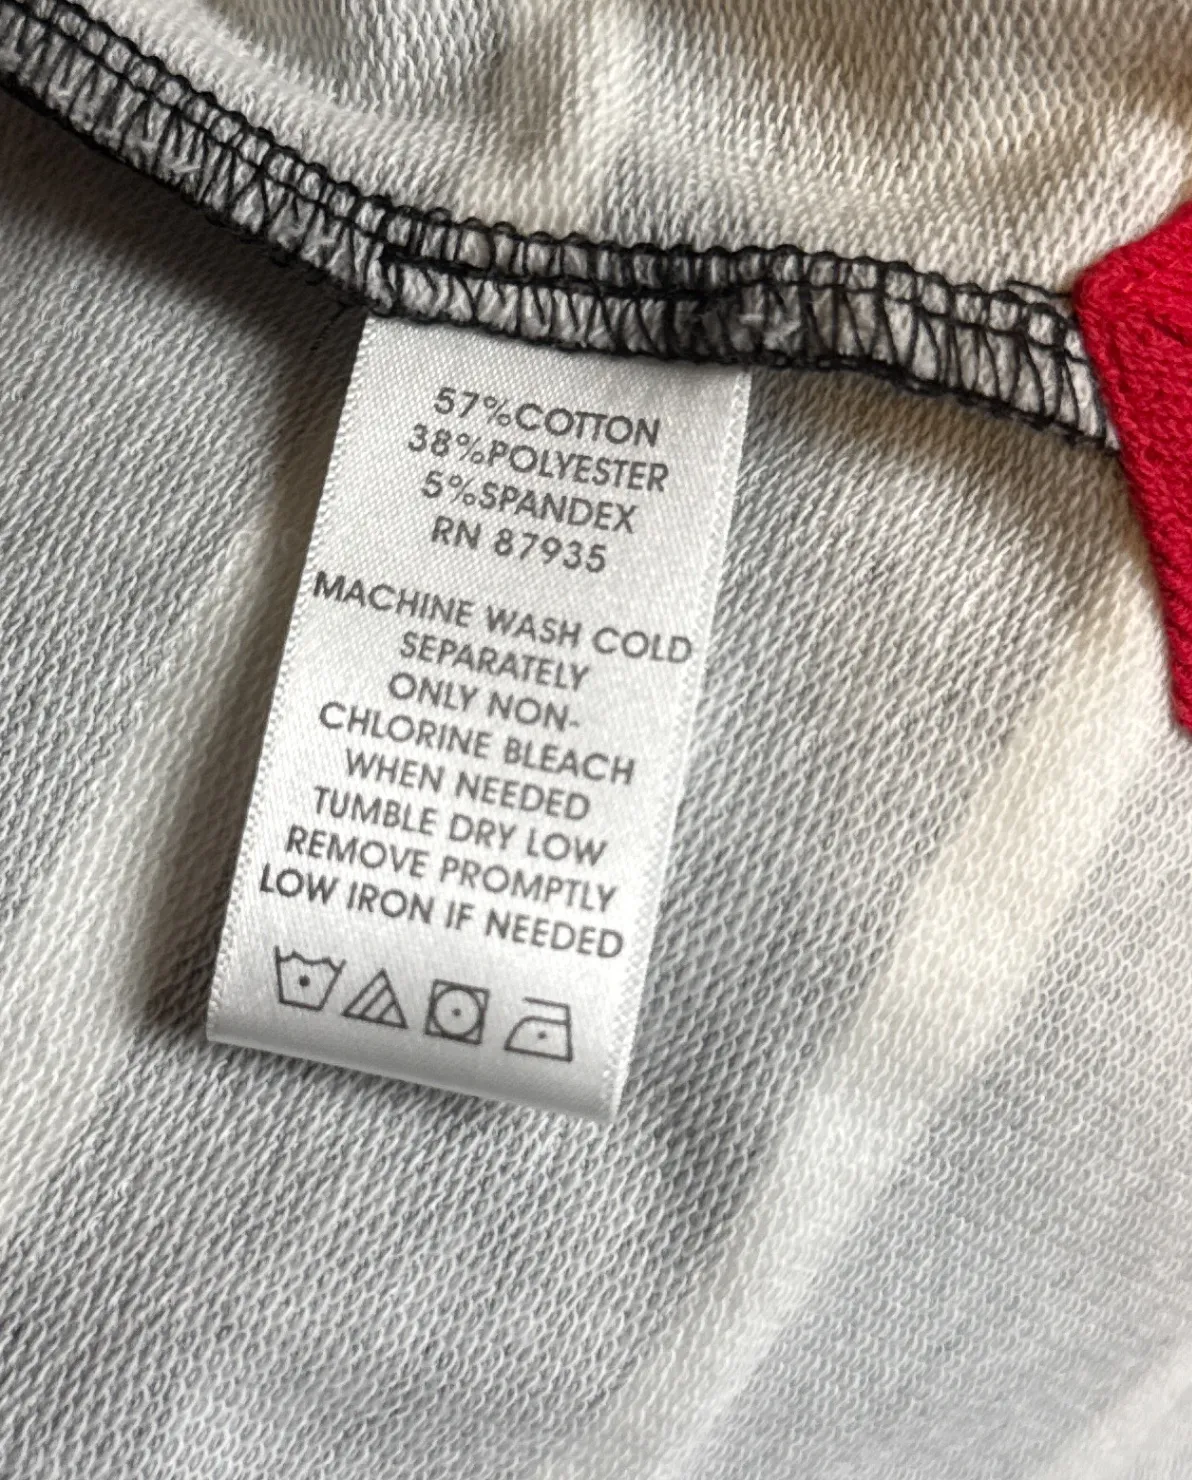 57%COTTON
38%POLYESTER
5%SPANDEX
RN 87935
MACHINE WASH COLD
SEPARATELY
ONLY NON-
CHLORINE BLEACH
WHEN NEEDED
TUMBLE DRY LOW
REMOVE PROMPTLY
LOW IRON IF NEEDED